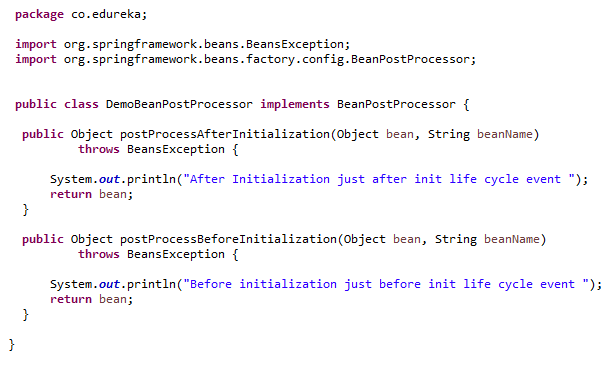 package co.edureka;
import org.springframework.beans.BeansException;
import org.springframework.beans.factory.config.BeanPostProcessor;
public class DemoBeanPostProcessor implements BeanPostProcessor {
public Object postProcessAfterInitialization(Object bean, String beanName)
throws BeansException {
System.out.println("After Initialization just after init life cycle event ");
return bean;
}
public Object postProcessBeforeInitialization(Object bean, String beanName)
throws BeansException {
System.out.println("Before initialization just before init life cycle event ");
return bean;
}
}